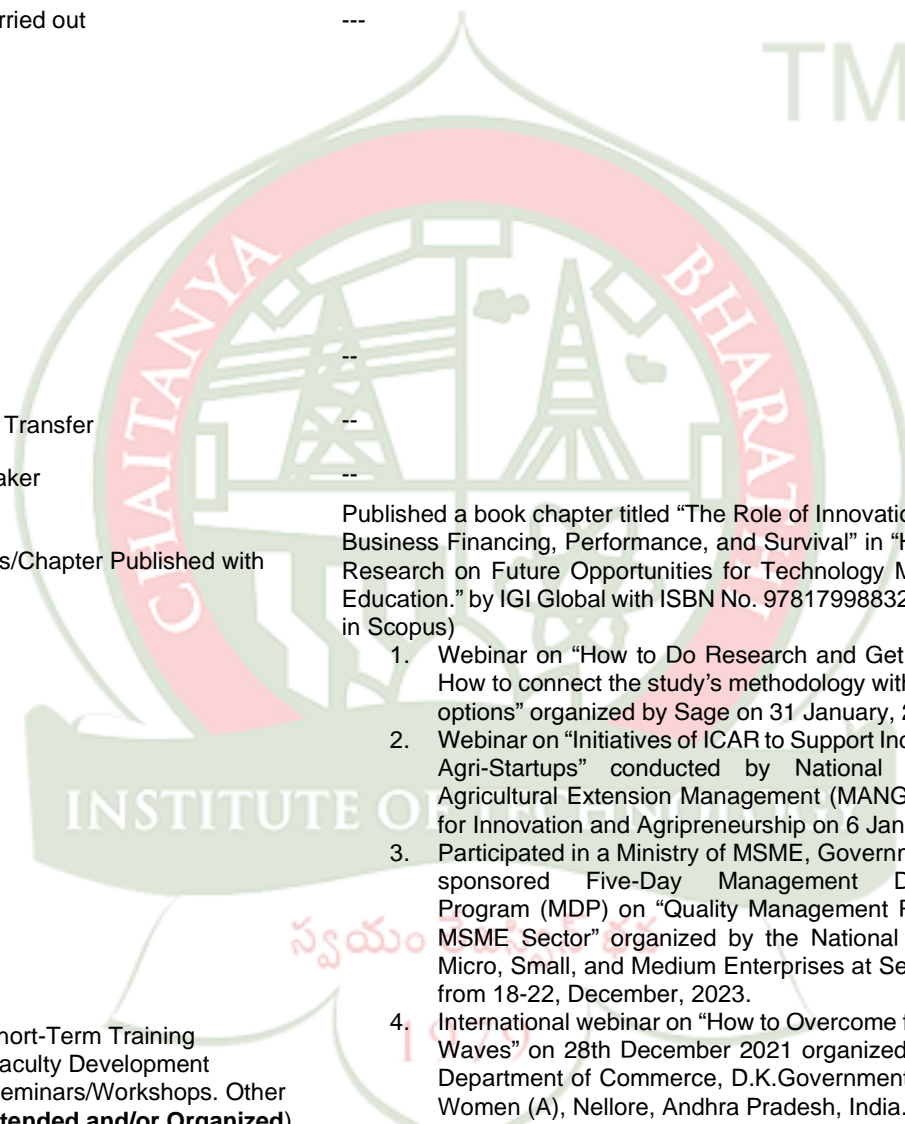 rried out ---
TM
CHAITANYA BHARATHI
--
Transfer --
aker --
Published a book chapter titled “The Role of Innovatio
Business Financing, Performance, and Survival” in “H
s/Chapter Published with
Research on Future Opportunities for Technology M
Education.” by IGI Global with ISBN No. 97817998832
in Scopus)
1. Webinar on “How to Do Research and Get
How to connect the study’s methodology with
options” organized by Sage on 31 January, 2
2. Webinar on “Initiatives of ICAR to Support Inc
Agri-Startups” conducted by National
Agricultural Extension Management (MANG
INSTITUTE OF TECHNOLOGY
for Innovation and Agripreneurship on 6 Jan
3. Participated in a Ministry of MSME, Governm
sponsored Five-Day Management D
Program (MDP) on “Quality Management F
MSME Sector” organized by the National
స్వయం తేజస్విన్ భవ
Micro, Small, and Medium Enterprises at Se
from 18-22, December, 2023.
4. International webinar on “How to Overcome f
hort-Term Training
1979
Waves” on 28th December 2021 organized
aculty Development
Department of Commerce, D.K.Government
eminars/Workshops. Other
Women (A), Nellore, Andhra Pradesh, India.
tended and/or Organized)